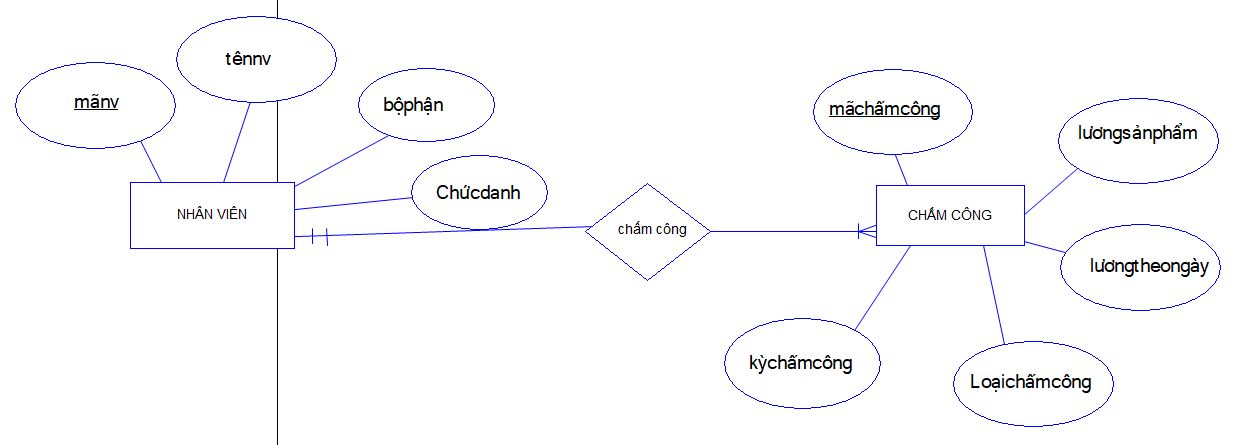 tênnv
mãnv
bộphận
Chứcdanh
NHÂN VIÊN
chấm công
mãchấmcông
lươngsảnphẩm
CHẤM CÔNG
lươngtheongày
kỳchấmcông
Loạichấmcông